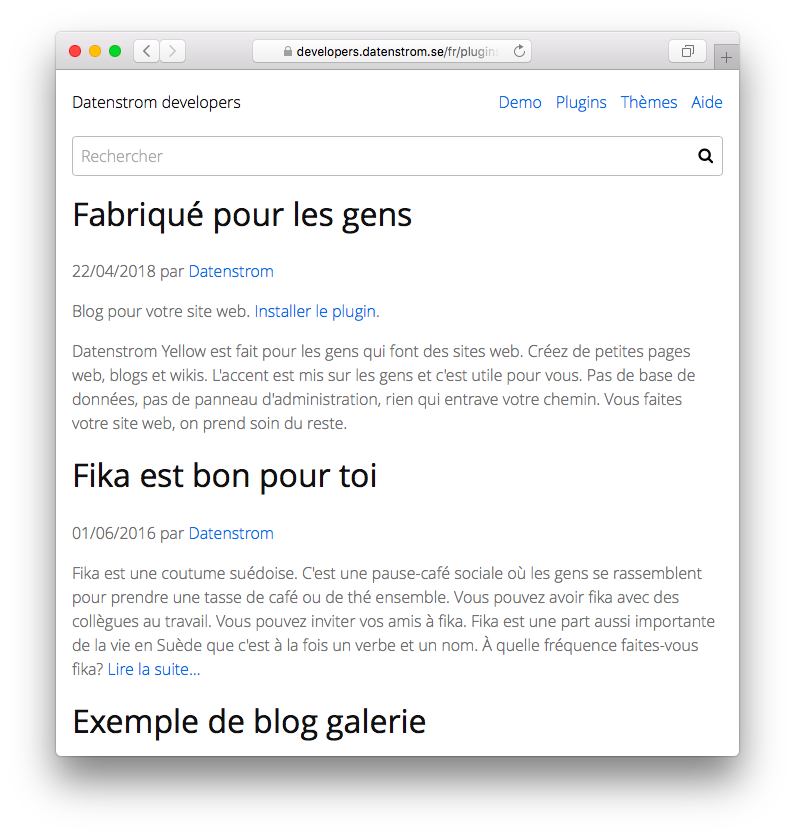 developers.datenstrom.se/fr/plugin
Datenstrom developers
Demo Plugins Thèmes Aide
Rechercher
Fabriqué pour les gens
22/04/2018 par Datenstrom
Blog pour votre site web. Installer le plugin.
Datenstrom Yellow est fait pour les gens qui font des sites web. Créez de petites pages
web, blogs et wikis. L'accent est mis sur les gens et c'est utile pour vous. Pas de base de
données, pas de panneau d'administration, rien qui entrave votre chemin. Vous faites
votre site web, on prend soin du reste.
Fika est bon pour toi
01/06/2016 par Datenstrom
Fika est une coutume suédoise. C'est une pause-café sociale où les gens se rassemblent
pour prendre une tasse de café ou de thé ensemble. Vous pouvez avoir fika avec des
collègues au travail. Vous pouvez inviter vos amis à fika. Fika est une part aussi importante
de la vie en Suède que c'est à la fois un verbe et un nom. À quelle fréquence faites-vous
fika? Lire la suite...
Exemple de blog galerie